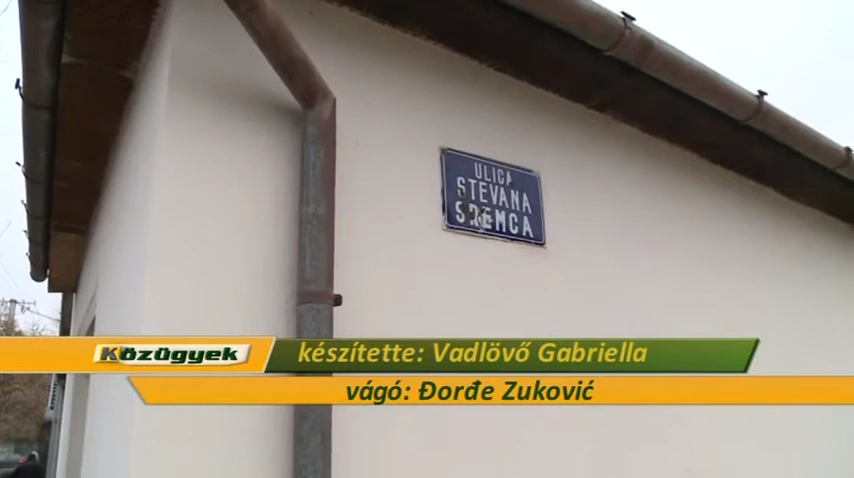 ULICA
STEVANA
SREMCA
Közügyek
készítette: Vadlövő Gabriella
vágó: Đorđe Zuković